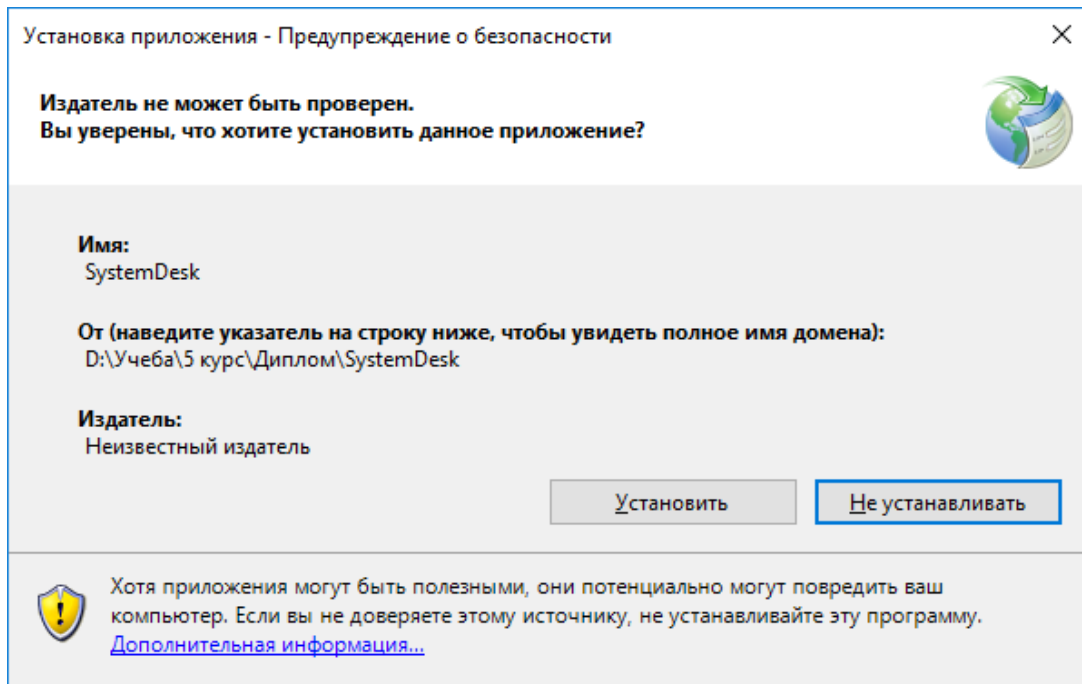 Установка приложения - Предупреждение о безопасности
Издатель не может быть проверен.
Вы уверены, что хотите установить данное приложение?
Имя:
SystemDesk
От (наведите указатель на строку ниже, чтобы увидеть полное имя домена):
D:\Учеба\5 курс\Диплом\SystemDesk
Издатель:
Неизвестный издатель
Установить
Не устанавливать
Хотя приложения могут быть полезными, они потенциально могут повредить ваш
компьютер. Если вы не доверяете этому источнику, не устанавливайте эту программу.
Дополнительная информация...